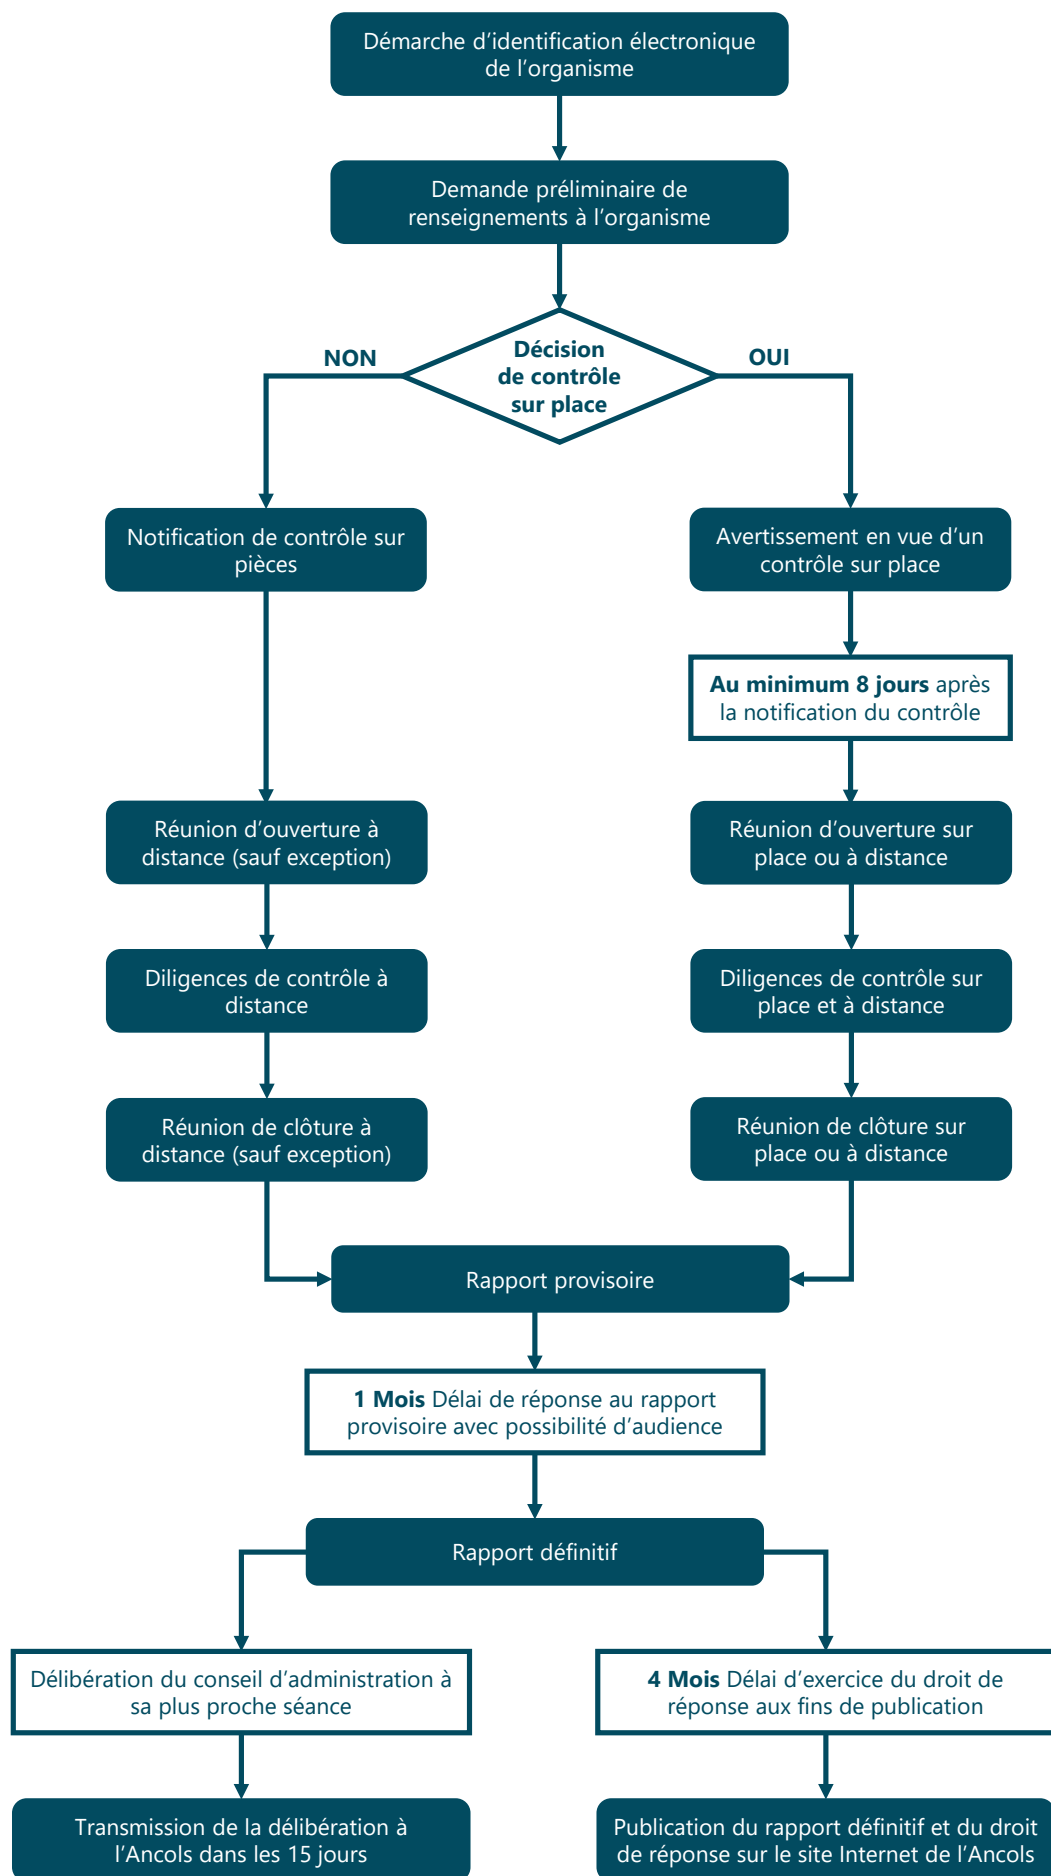 Démarche d’identification électronique
de l’organisme
Demande préliminaire de
renseignements à l’organisme
NON
Décision
de contrôle
sur place
OUI
Notification de contrôle sur
pièces
Avertissement en vue d’un
contrôle sur place
Au minimum 8 jours après
la notification du contrôle
Réunion d’ouverture à
distance (sauf exception)
Réunion d’ouverture sur
place ou à distance
Diligences de contrôle à
distance
Diligences de contrôle sur
place et à distance
Réunion de clôture à
distance (sauf exception)
Réunion de clôture sur
place ou à distance
Rapport provisoire
1 Mois Délai de réponse au rapport
provisoire avec possibilité d’audience
Rapport définitif
Délibération du conseil d’administration à
sa plus proche séance
4 Mois Délai d’exercice du droit de
réponse aux fins de publication
Transmission de la délibération à
l’Ancols dans les 15 jours
Publication du rapport définitif et du droit
de réponse sur le site Internet de l’Ancols